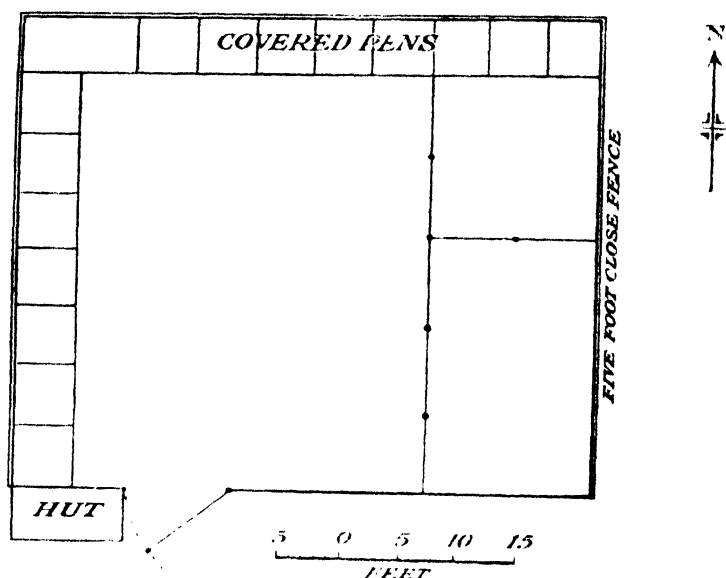 COVERED PENS
N
FIVE FOOT CLOSE FENCE
HUT
5 0 5 10 15
FEET